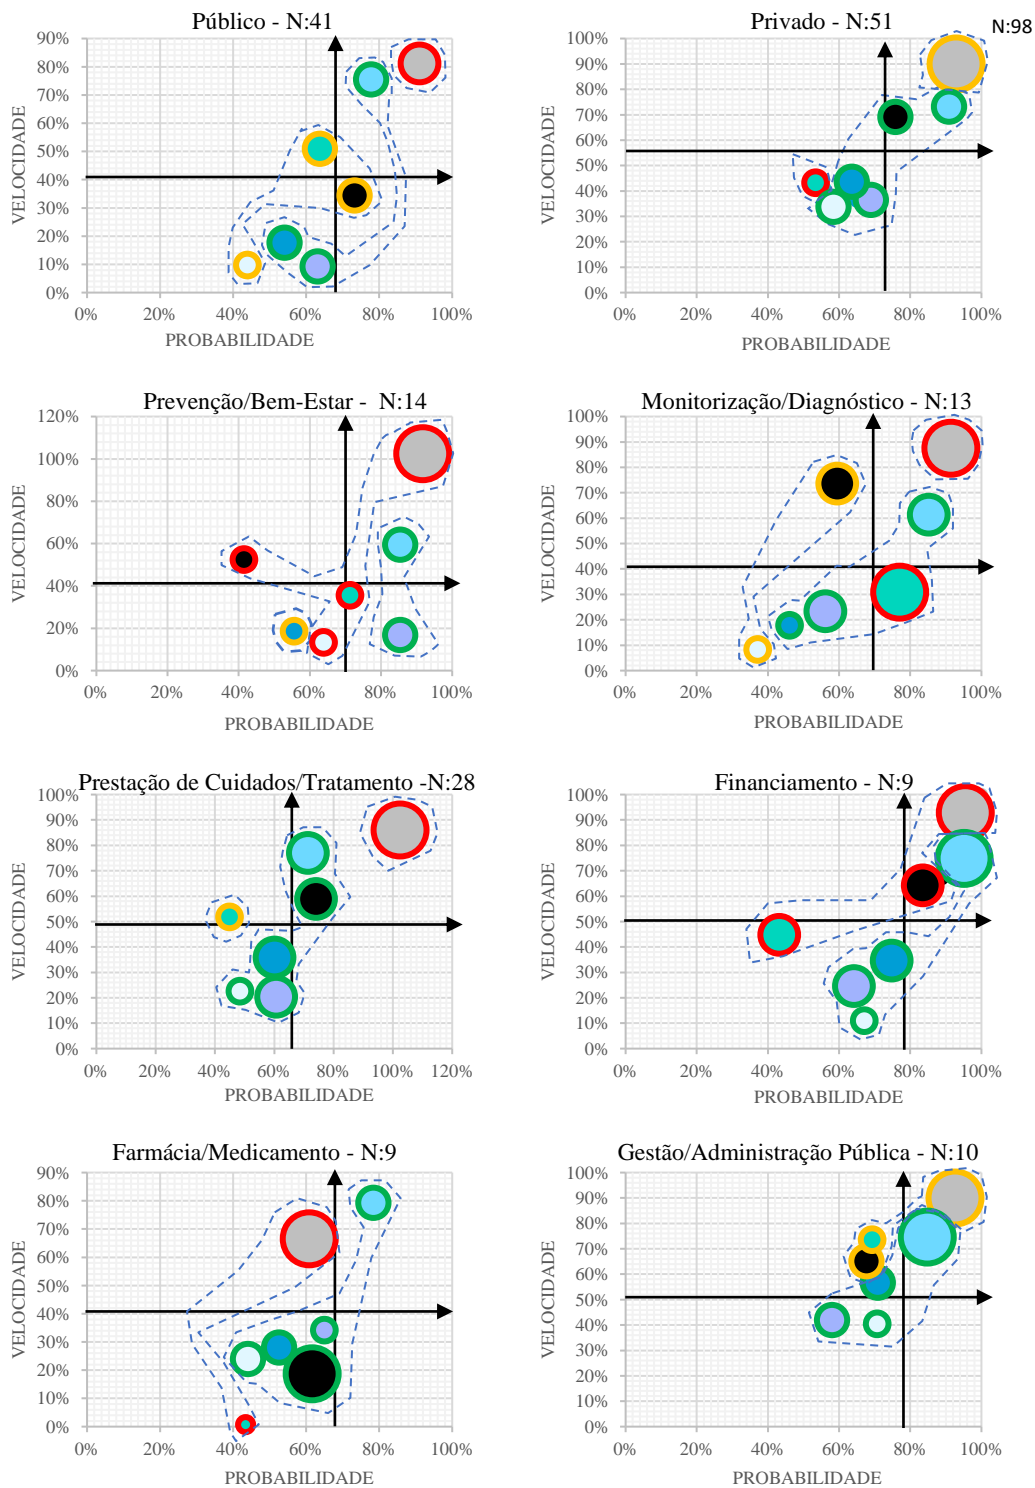 Público - N:41
90%
80%
70%
60%
50%
40%
30%
20%
10%
0%
VELOCIDADE
0% 20% 40% 60% 80% 100%
PROBABILIDADE
Privado - N:51
N:98
100%
90%
80%
70%
60%
50%
40%
30%
20%
10%
0%
VELOCIDADE
0% 20% 40% 60% 80% 100%
PROBABILIDADE
Prevenção/Bem-Estar - N:14
120%
100%
80%
60%
40%
20%
0%
VELOCIDADE
0% 20% 40% 60% 80% 100%
PROBABILIDADE
Monitorização/Diagnóstico - N:13
100%
90%
80%
70%
60%
50%
40%
30%
20%
10%
0%
VELOCIDADE
0% 20% 40% 60% 80% 100%
PROBABILIDADE
Prestação de Cuidados/Tratamento -N:28
100%
90%
80%
70%
60%
50%
40%
30%
20%
10%
0%
VELOCIDADE
0% 20% 40% 60% 80% 100% 120%
PROBABILIDADE
Financiamento - N:9
100%
90%
80%
70%
60%
50%
40%
30%
20%
10%
0%
VELOCIDADE
0% 20% 40% 60% 80% 100%
PROBABILIDADE
Farmácia/Medicamento - N:9
90%
80%
70%
60%
50%
40%
30%
20%
10%
0%
VELOCIDADE
0% 20% 40% 60% 80% 100%
PROBABILIDADE
Gestão/Administração Pública - N:10
100%
90%
80%
70%
60%
50%
40%
30%
20%
10%
0%
VELOCIDADE
0% 20% 40% 60% 80% 100%
PROBABILIDADE